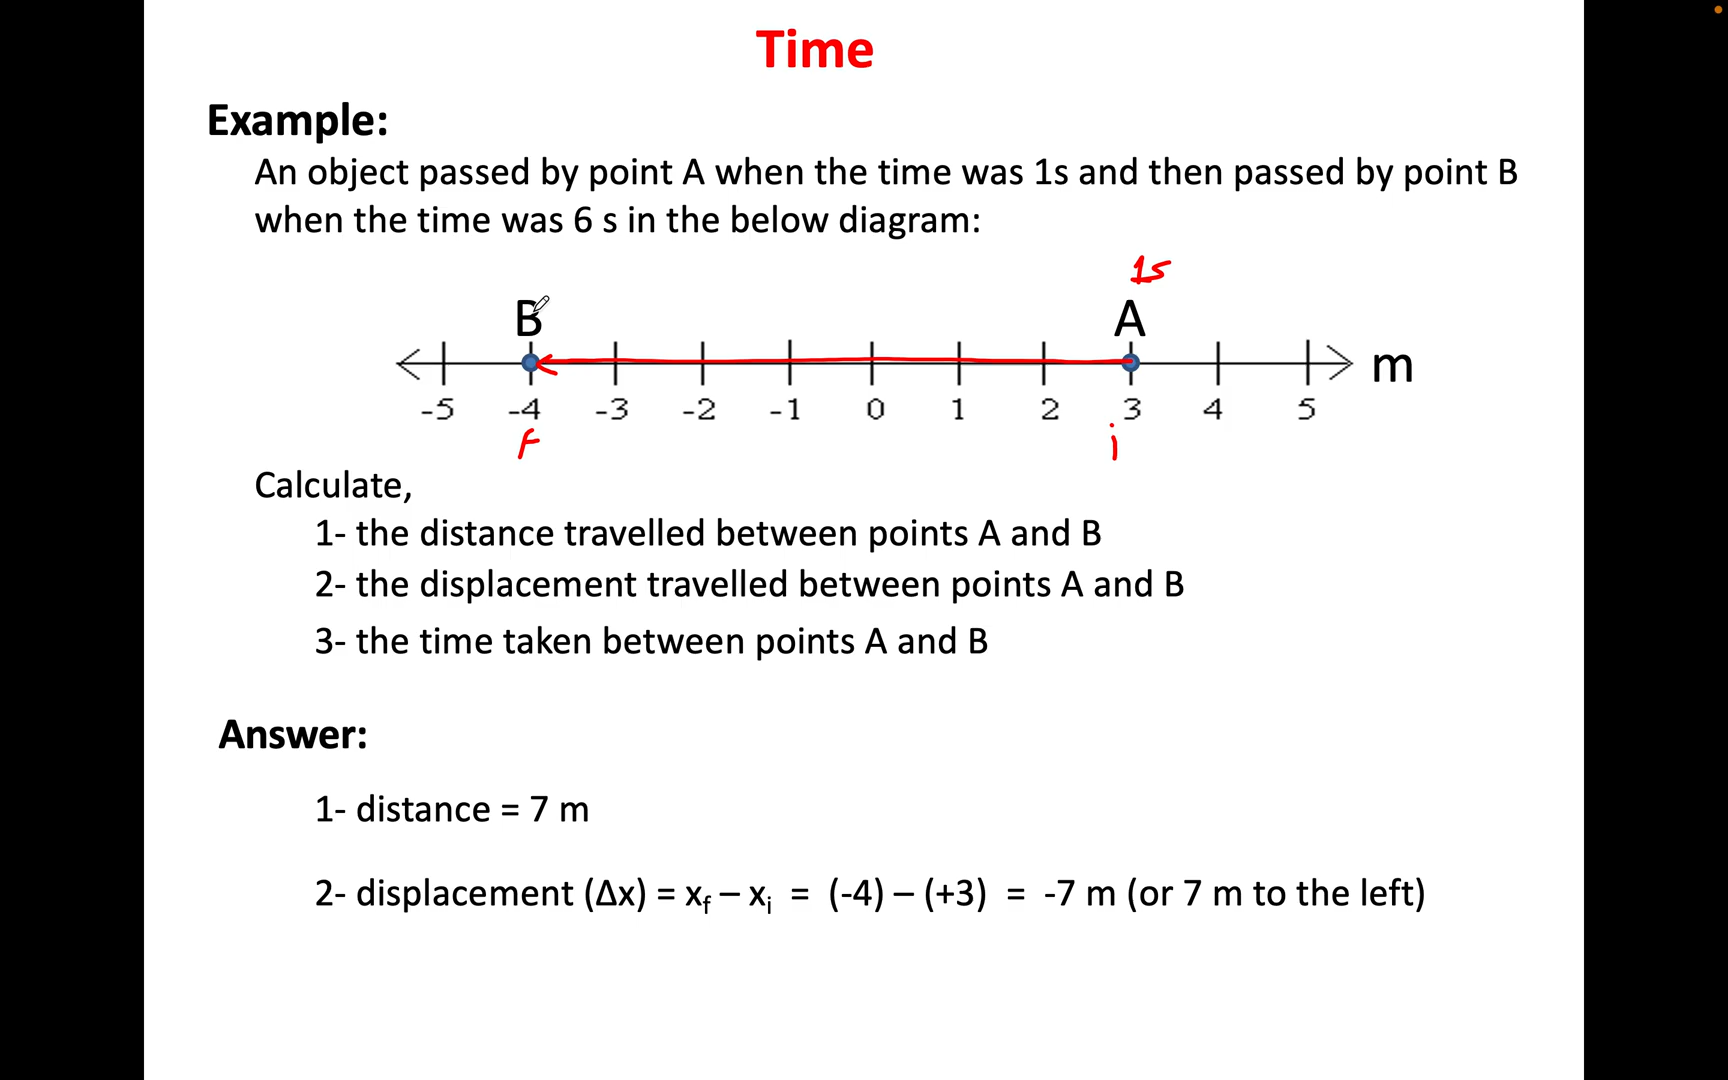 Time
Example:
An object passed by point A when the time was 1s and then passed by point B
when the time was 6 s in the below diagram:
1s
B A
m
-5 -4 -3 -2 -1 0 1 2 3 4 5
F i
Calculate,
1- the distance travelled between points A and B
2- the displacement travelled between points A and B
3- the time taken between points A and B
Answer:
1- distance = 7 m
2- displacement (Δx) = xf – xi = (-4) – (+3) = -7 m (or 7 m to the left)